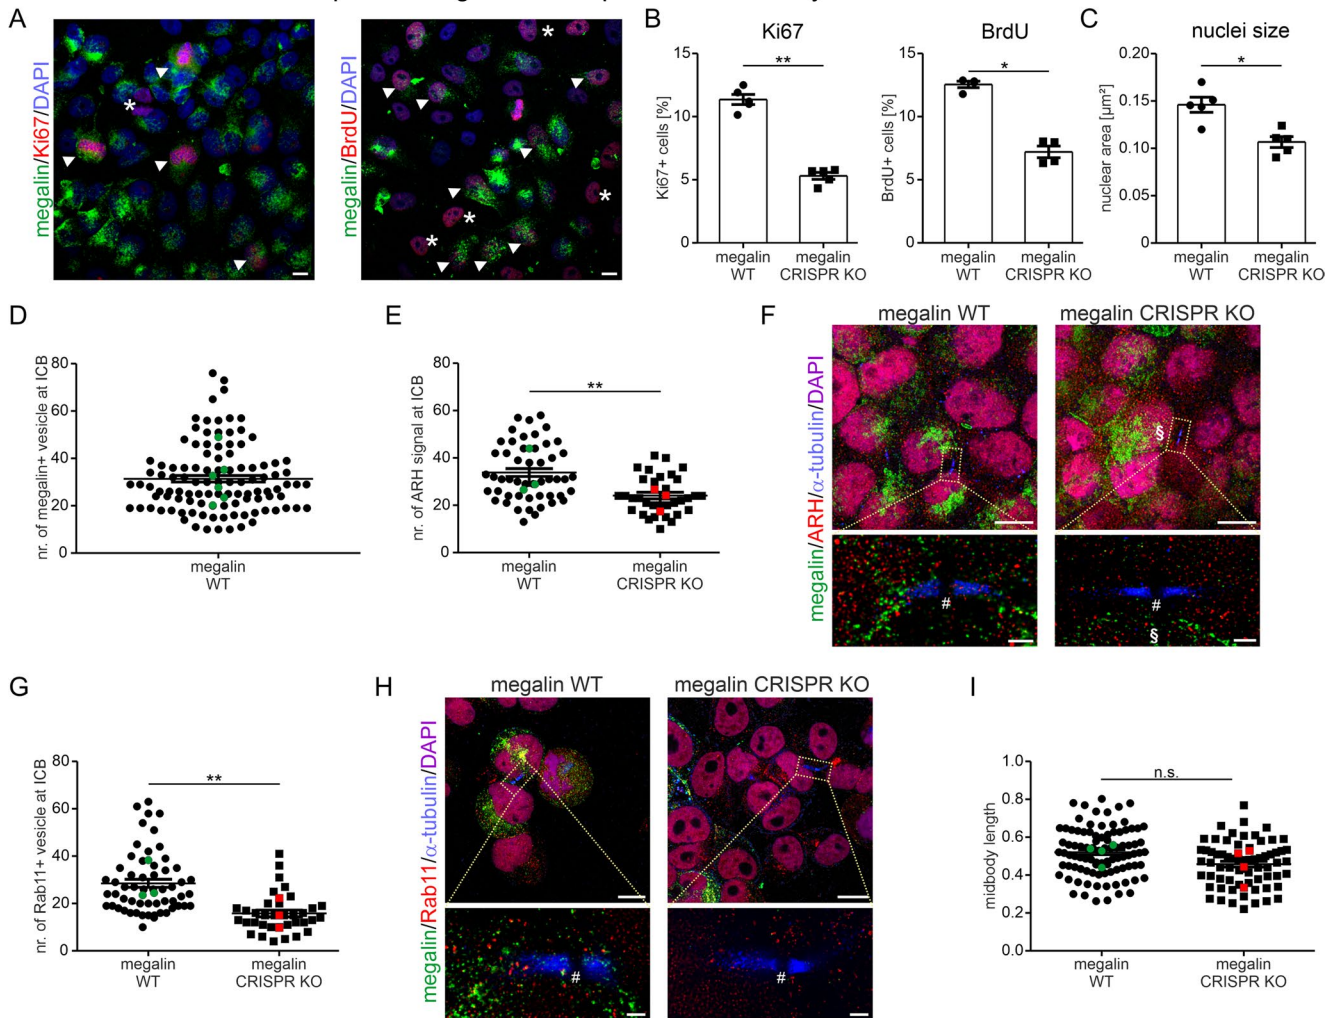 A
megalin/Ki67/DAPI
*
megalin/BrdU/DAPI
*
*
*
*
B
Ki67
Ki67+ cells [%]
15
10
5
0
**
megalin
WT
megalin
CRISPR KO
BrdU
BrdU+ cells [%]
15
10
5
0
*
megalin
WT
megalin
CRISPR KO
C
nuclei size
nuclear area [µm²]
0.20
0.15
0.10
0.05
0.00
*
megalin
WT
megalin
CRISPR KO
D
nr. of megalin+ vesicle at ICB
80
60
40
20
0
megalin
WT
E
nr. of ARH signal at ICB
80
60
40
20
0
**
megalin
WT
megalin
CRISPR KO
F
megalin WT
megalin CRISPR KO
megalin/ARH/α-tubulin/DAPI
§
#
#
§
G
nr. of Rab11+ vesicle at ICB
80
60
40
20
0
**
megalin
WT
megalin
CRISPR KO
H
megalin WT
megalin CRISPR KO
megalin/Rab11/α-tubulin/DAPI
#
#
I
midbody length
1.0
0.8
0.6
0.4
0.2
0.0
n.s.
megalin
WT
megalin
CRISPR KO